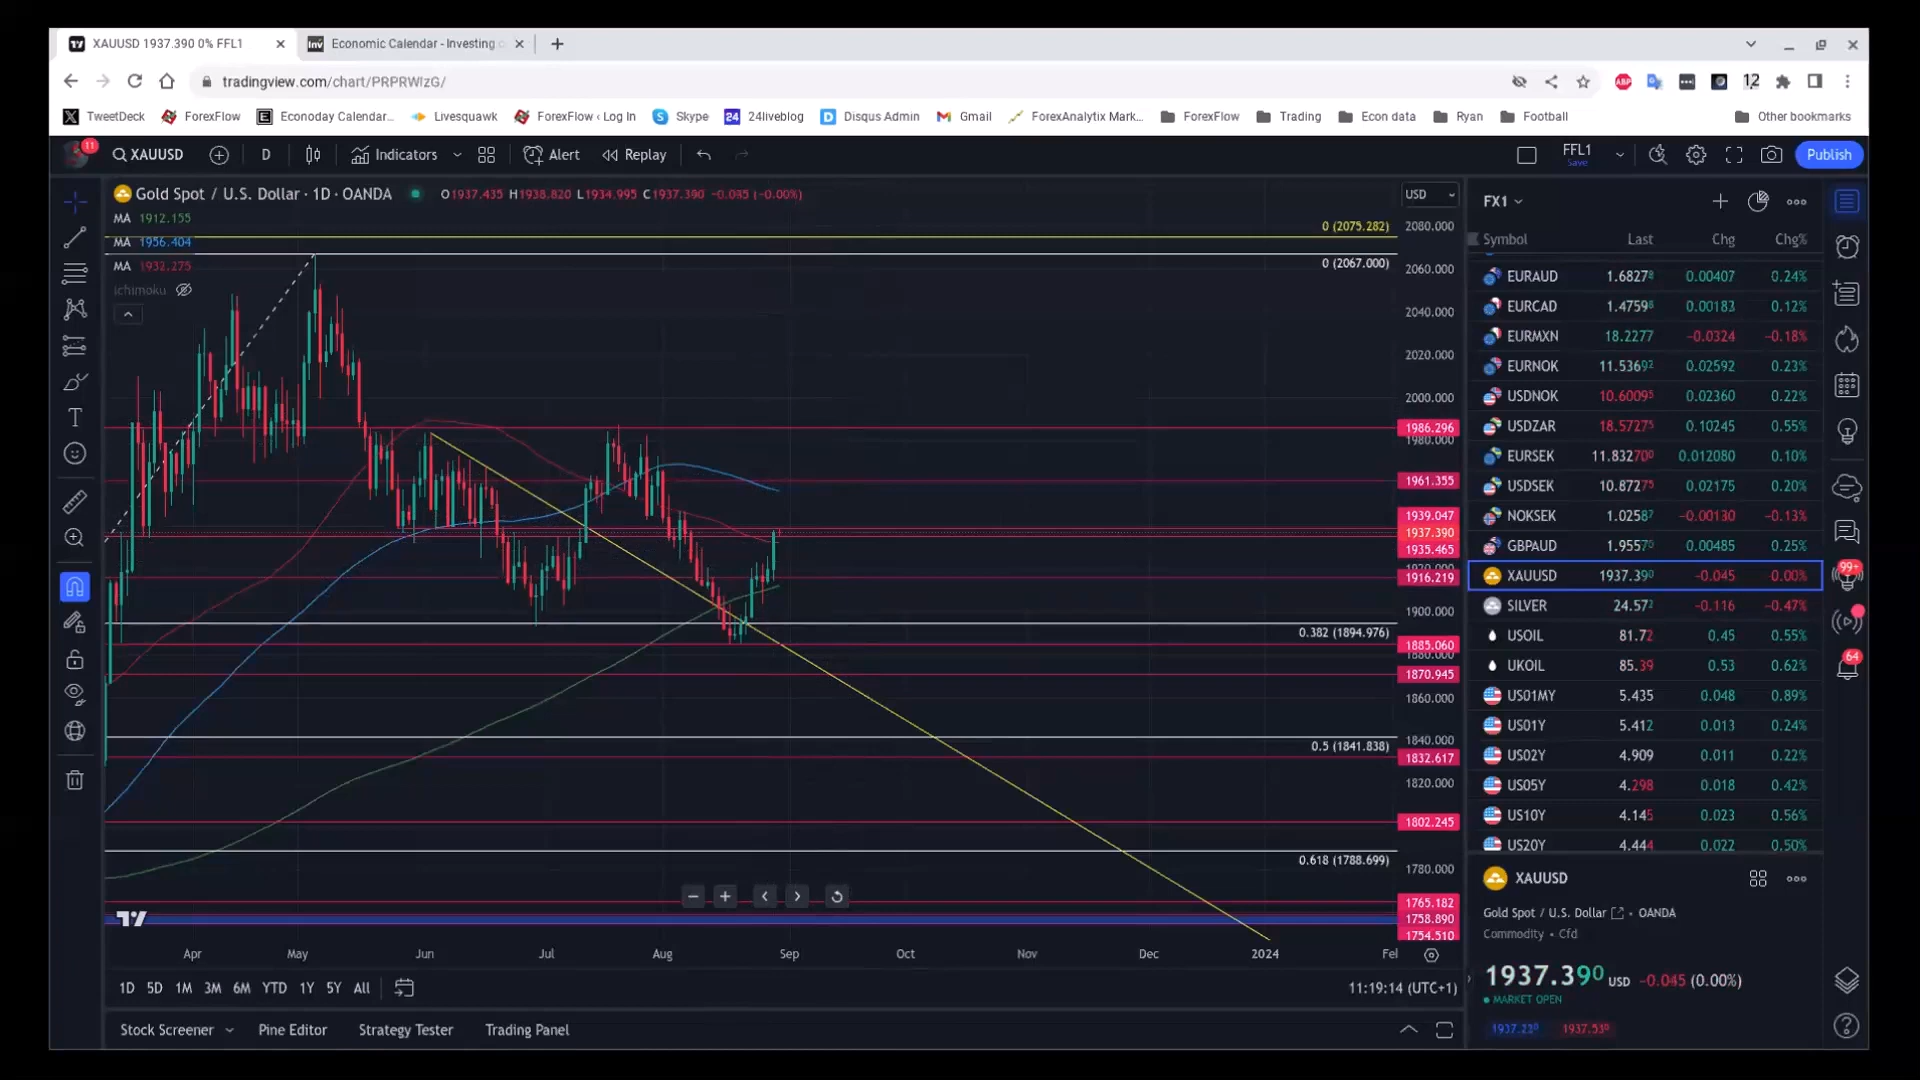 XAUUSD 1937.390 0% FFL1
Economic Calendar - Investing
tradingview.com/chart/PRPRWIzG/
TweetDeck ForexFlow Econoday Calendar... Livesquawk ForexFlow ‹ Log In Skype 24liveblog Disqus Admin Gmail ForexAnalytix Mark... ForexFlow Trading Econ data Ryan Football Other bookmarks
11 XAUUSD D Indicators Alert Replay FFL1 Save Publish
Gold Spot / U.S. Dollar · 1D · OANDA O1937.435 H1938.820 L1934.995 C1937.390 -0.045 (-0.00%) USD
MA 1912.155
MA 1956.404
MA 1932.275
Ichimoku
0 (2075.282)
0 (2067.000)
0.382 (1894.976)
0.5 (1841.838)
0.618 (1788.699)
2080.000
2060.000
2040.000
2020.000
2000.000
1986.296
1980.000
1961.355
1939.047
1937.390
1935.465
1920.000
1916.219
1900.000
1885.060
1880.000
1870.945
1860.000
1840.000
1832.617
1820.000
1802.245
1780.000
1765.182
1758.890
1754.510
Apr May Jun Jul Aug Sep Oct Nov Dec 2024 Fel
1D 5D 1M 3M 6M YTD 1Y 5Y All 11:19:14 (UTC+1)
Stock Screener Pine Editor Strategy Tester Trading Panel
FX1
Symbol Last Chg Chg%
EURAUD 1.68278 0.00407 0.24%
EURCAD 1.47598 0.00183 0.12%
EURMXN 18.2277 -0.0324 -0.18%
EURNOK 11.53692 0.02592 0.23%
USDNOK 10.60095 0.02360 0.22%
USDZAR 18.57275 0.10245 0.55%
EURSEK 11.832700 0.012080 0.10%
USDSEK 10.87275 0.02175 0.20%
NOKSEK 1.02587 -0.00130 -0.13%
GBPAUD 1.95576 0.00485 0.25%
XAUUSD 1937.390 -0.045 -0.00%
SILVER 24.572 -0.116 -0.47%
USOIL 81.72 0.45 0.55%
UKOIL 85.39 0.53 0.62%
US01MY 5.435 0.048 0.89%
US01Y 5.412 0.013 0.24%
US02Y 4.909 0.011 0.22%
US05Y 4.298 0.018 0.42%
US10Y 4.145 0.023 0.56%
US20Y 4.444 0.022 0.50%
XAUUSD
Gold Spot / U.S. Dollar • OANDA
Commodity • Cfd
1937.390 USD -0.045 (0.00%)
MARKET OPEN
1937.230 1937.530
99+
64